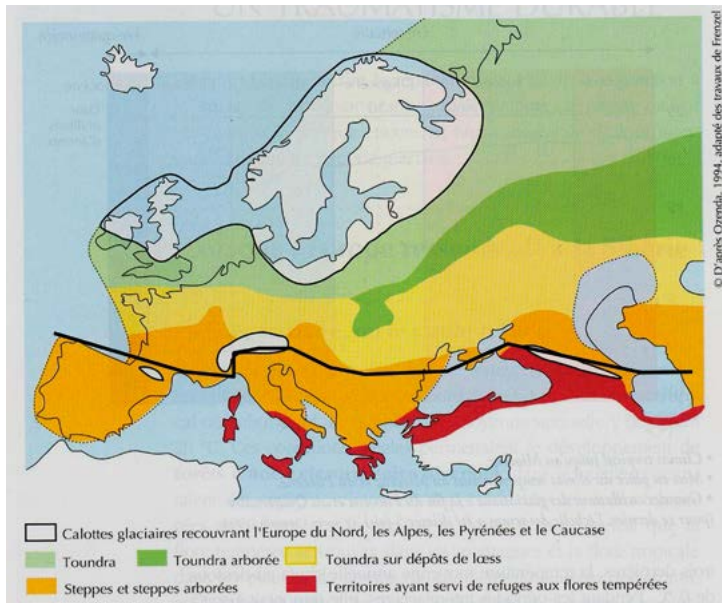 © D'après Ozenda, 1994, adapté des travaux de Frenzel
Calottes glaciaires recouvrant l'Europe du Nord, les Alpes, les Pyrénées et le Caucase
Toundra
Toundra arborée
Toundra sur dépôts de lœss
Steppes et steppes arborées
Territoires ayant servi de refuges aux flores tempérées